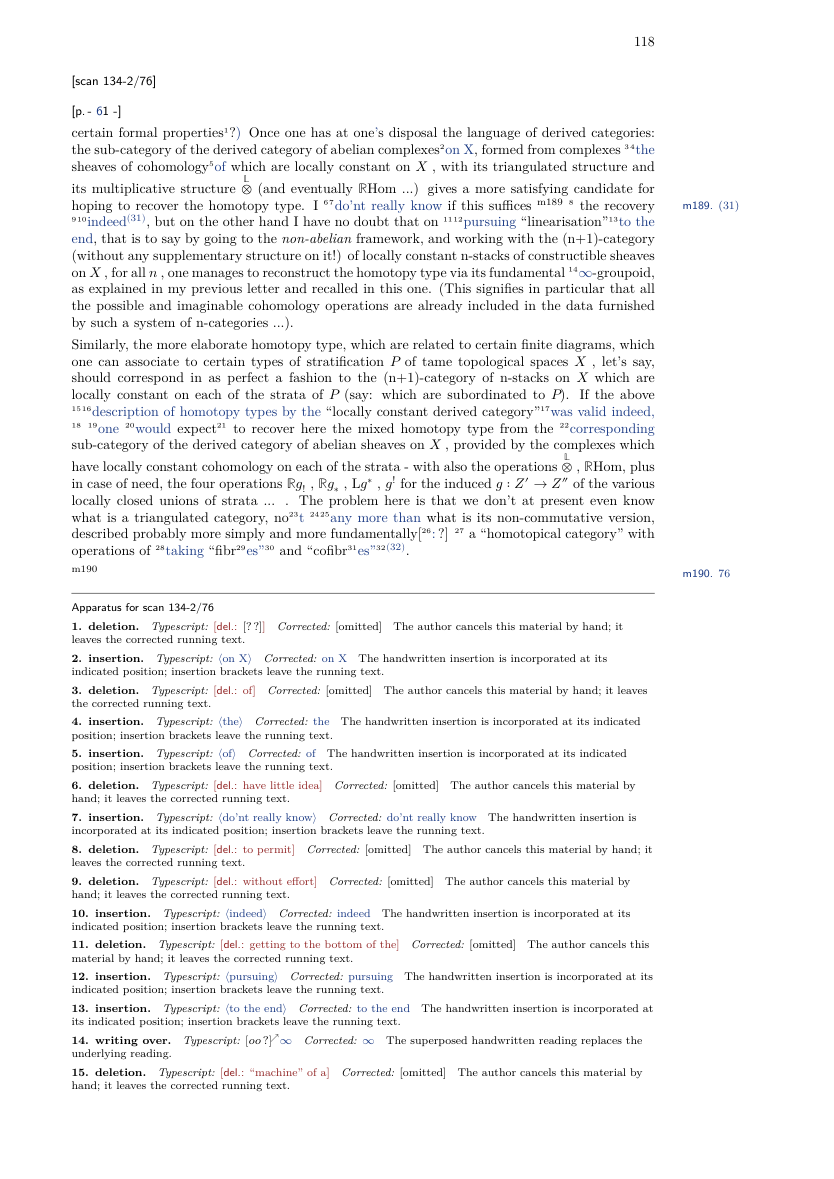 118
[scan 134-2/76]
[p. - 61 -]
certain formal properties¹?) Once one has at one's disposal the language of derived categories:
the sub-category of the derived category of abelian complexes²on X, formed from complexes ³ ⁴the
sheaves of cohomology⁵of which are locally constant on X , with its triangulated structure and
its multiplicative structure ⊗^𝕃 (and eventually ℝHom ...) gives a more satisfying candidate for
hoping to recover the homotopy type. I ⁶⁷do'nt really know if this suffices ᵐ¹⁸⁹ ⁸ the recovery
m189. (31)
⁹¹⁰indeed⁽³¹⁾, but on the other hand I have no doubt that on ¹¹¹²pursuing “linearisation”¹³to the
end, that is to say by going to the non-abelian framework, and working with the (n+1)-category
(without any supplementary structure on it!) of locally constant n-stacks of constructible sheaves
on X , for all n , one manages to reconstruct the homotopy type via its fundamental ¹⁴∞-groupoid,
as explained in my previous letter and recalled in this one. (This signifies in particular that all
the possible and imaginable cohomology operations are already included in the data furnished
by such a system of n-categories ...).
Similarly, the more elaborate homotopy type, which are related to certain finite diagrams, which
one can associate to certain types of stratification P of tame topological spaces X , let's say,
should correspond in as perfect a fashion to the (n+1)-category of n-stacks on X which are
locally constant on each of the strata of P (say: which are subordinated to P). If the above
¹⁵¹⁶description of homotopy types by the “locally constant derived category”¹⁷was valid indeed,
¹⁸ ¹⁹one ²⁰would expect²¹ to recover here the mixed homotopy type from the ²²corresponding
sub-category of the derived category of abelian sheaves on X , provided by the complexes which
have locally constant cohomology on each of the strata - with also the operations ⊗^𝕃 , ℝHom, plus
in case of need, the four operations ℝg_! , ℝg_* , Lg^* , g^! for the induced g : Z′ → Z″ of the various
locally closed unions of strata ... . The problem here is that we don't at present even know
what is a triangulated category, no²³t ²⁴²⁵any more than what is its non-commutative version,
described probably more simply and more fundamentally[²⁶: ?] ²⁷ a “homotopical category” with
operations of ²⁸taking “fibr²⁹es”³⁰ and “cofibr³¹es”³²⁽³²⁾.
m190
m190. 76
Apparatus for scan 134-2/76
1. deletion. Typescript: [del.: [? ?]] Corrected: [omitted] The author cancels this material by hand; it
leaves the corrected running text.
2. insertion. Typescript: ⟨on X⟩ Corrected: on X The handwritten insertion is incorporated at its
indicated position; insertion brackets leave the running text.
3. deletion. Typescript: [del.: of] Corrected: [omitted] The author cancels this material by hand; it leaves
the corrected running text.
4. insertion. Typescript: ⟨the⟩ Corrected: the The handwritten insertion is incorporated at its indicated
position; insertion brackets leave the running text.
5. insertion. Typescript: ⟨of⟩ Corrected: of The handwritten insertion is incorporated at its indicated
position; insertion brackets leave the running text.
6. deletion. Typescript: [del.: have little idea] Corrected: [omitted] The author cancels this material by
hand; it leaves the corrected running text.
7. insertion. Typescript: ⟨do'nt really know⟩ Corrected: do'nt really know The handwritten insertion is
incorporated at its indicated position; insertion brackets leave the running text.
8. deletion. Typescript: [del.: to permit] Corrected: [omitted] The author cancels this material by hand; it
leaves the corrected running text.
9. deletion. Typescript: [del.: without effort] Corrected: [omitted] The author cancels this material by
hand; it leaves the corrected running text.
10. insertion. Typescript: ⟨indeed⟩ Corrected: indeed The handwritten insertion is incorporated at its
indicated position; insertion brackets leave the running text.
11. deletion. Typescript: [del.: getting to the bottom of the] Corrected: [omitted] The author cancels this
material by hand; it leaves the corrected running text.
12. insertion. Typescript: ⟨pursuing⟩ Corrected: pursuing The handwritten insertion is incorporated at its
indicated position; insertion brackets leave the running text.
13. insertion. Typescript: ⟨to the end⟩ Corrected: to the end The handwritten insertion is incorporated at
its indicated position; insertion brackets leave the running text.
14. writing over. Typescript: [oo ?]↗∞ Corrected: ∞ The superposed handwritten reading replaces the
underlying reading.
15. deletion. Typescript: [del.: “machine” of a] Corrected: [omitted] The author cancels this material by
hand; it leaves the corrected running text.